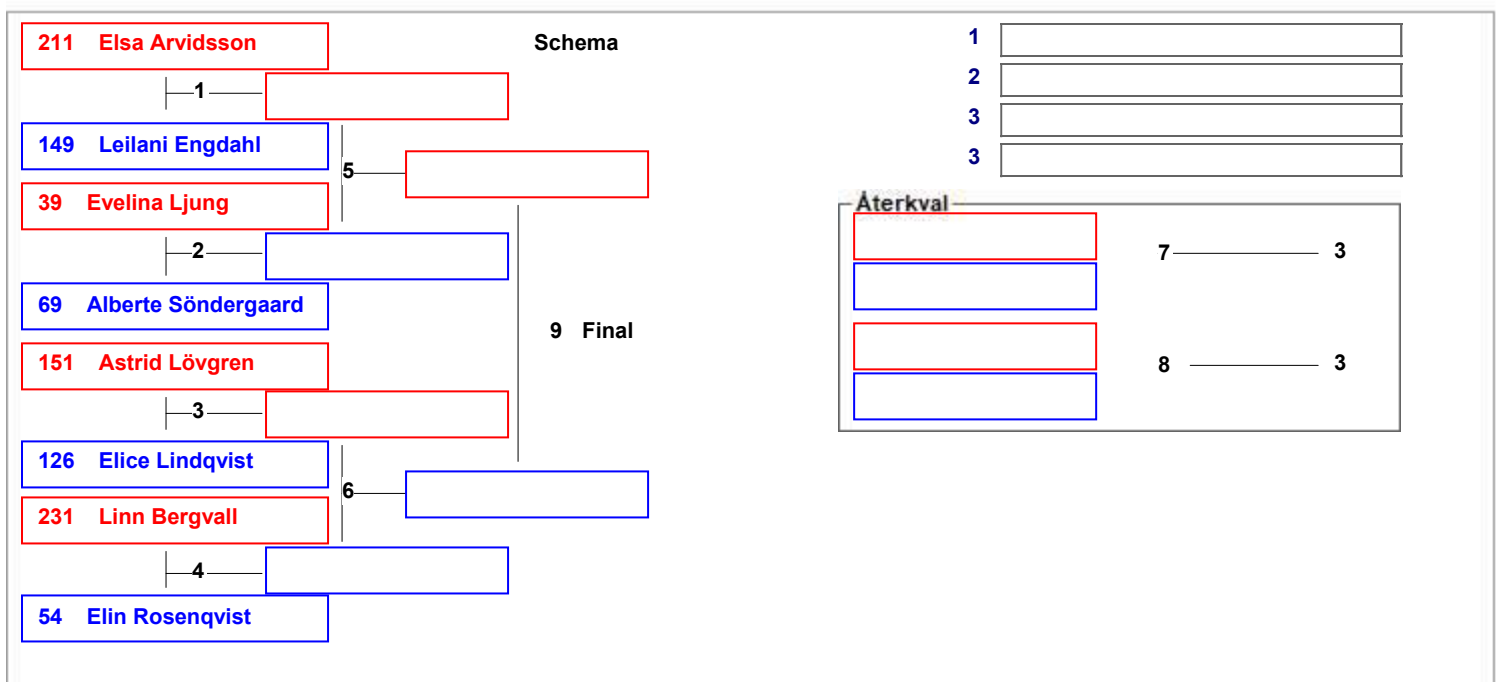 211 Elsa Arvidsson
Schema
1
149 Leilani Engdahl
5
39 Evelina Ljung
2
69 Alberte Söndergaard
9 Final
151 Astrid Lövgren
3
126 Elice Lindqvist
6
231 Linn Bergvall
4
54 Elin Rosenqvist
1
2
3
3
Återkval
7 3
8 3